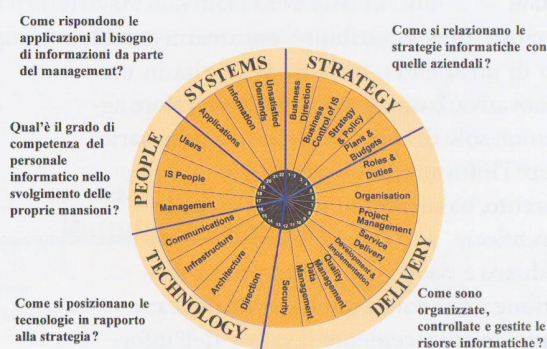 Come rispondono le
applicazioni al bisogno
di informazioni da parte
del management?
Come si relazionano le
strategie informatiche con
quelle aziendali?
Qual'è il grado di
competenza del
personale
informatico nello
svolgimento delle
proprie mansioni?
Come si posizionano le
tecnologie in rapporto
alla strategia?
Come sono
organizzate,
controllate e gestite le
risorse informatiche?
SYSTEMS
STRATEGY
DELIVERY
TECHNOLOGY
PEOPLE
Business
Direction
Business
Control of IS
Strategy
& Policy
Plans &
Budgets
Roles &
Duties
Organisation
Project
Management
Service
Delivery
Development &
implementation
Quality
Management
Data
Management
Security
Direction
Architecture
Infrastructure
Communications
Management
IS People
Users
Applications
Information
Unsatisfied
Demands